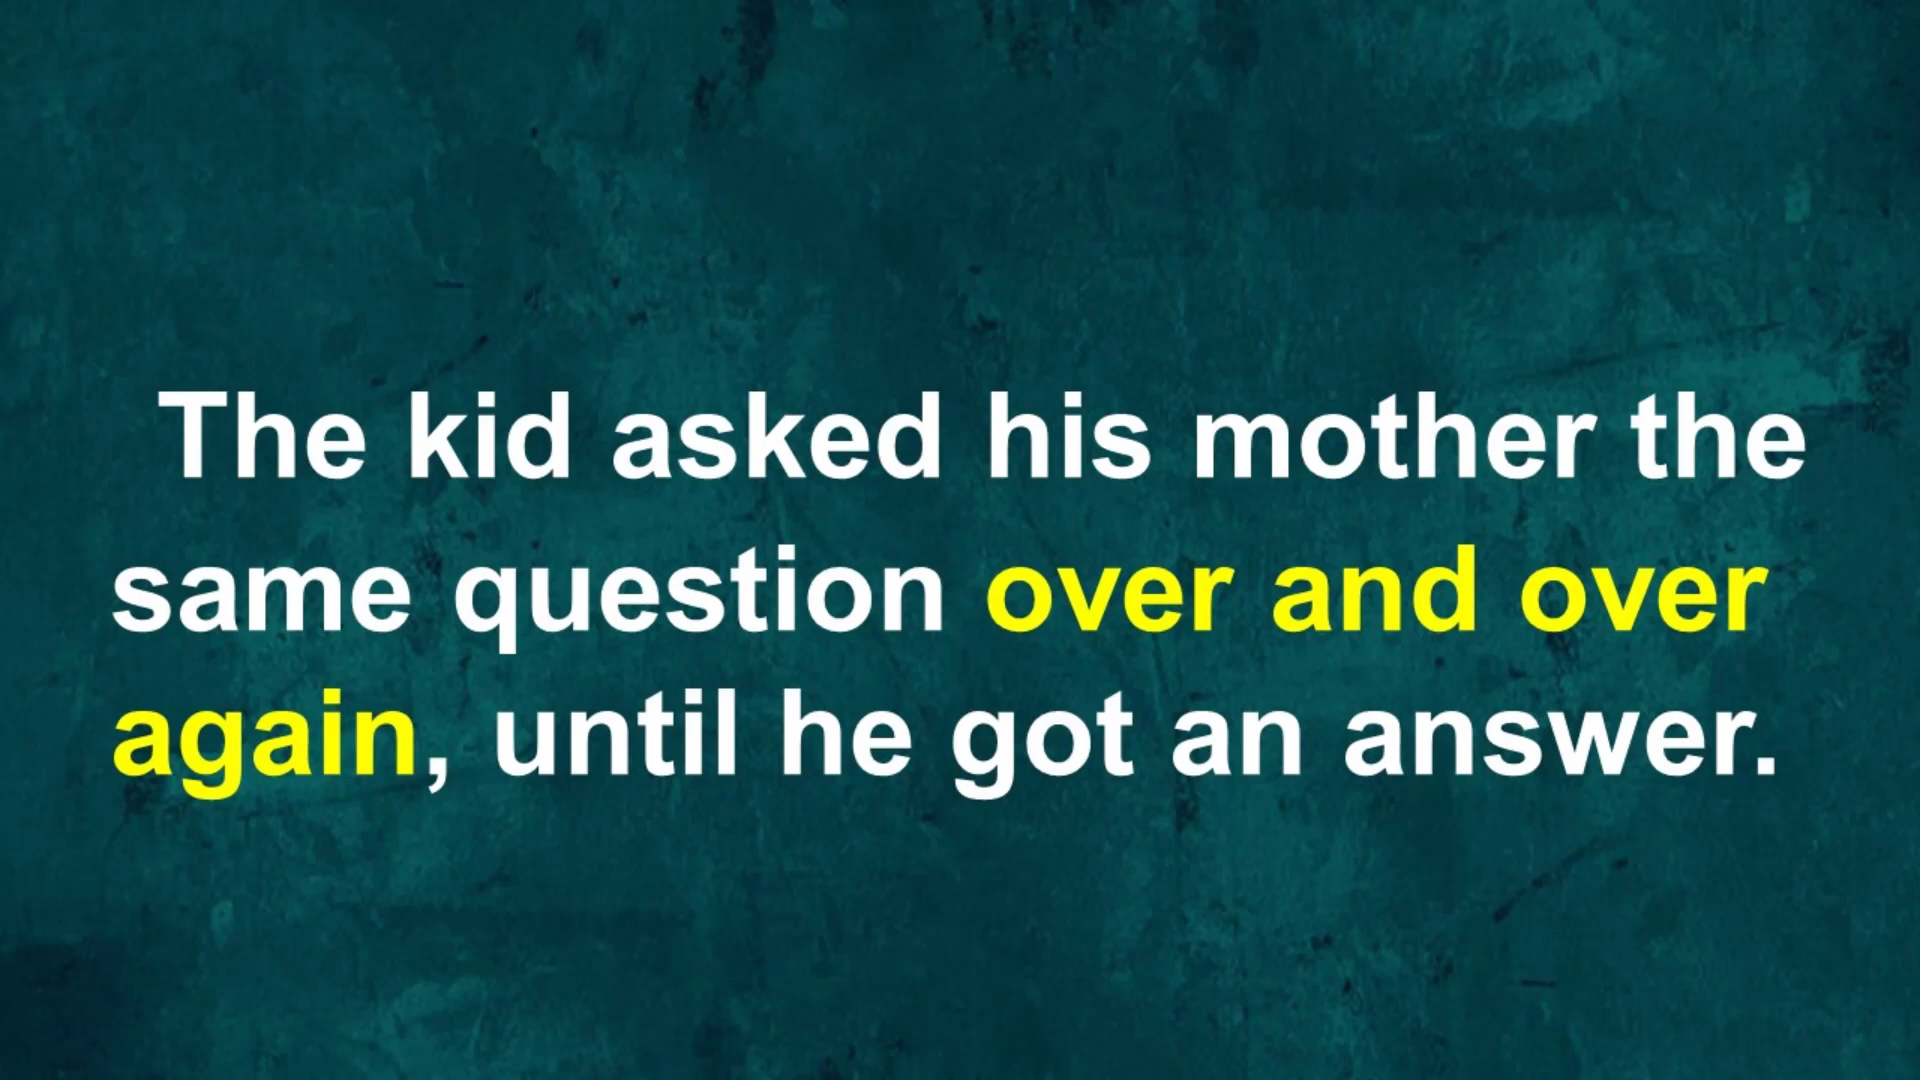 The kid asked his mother the
same question over and over
again, until he got an answer.